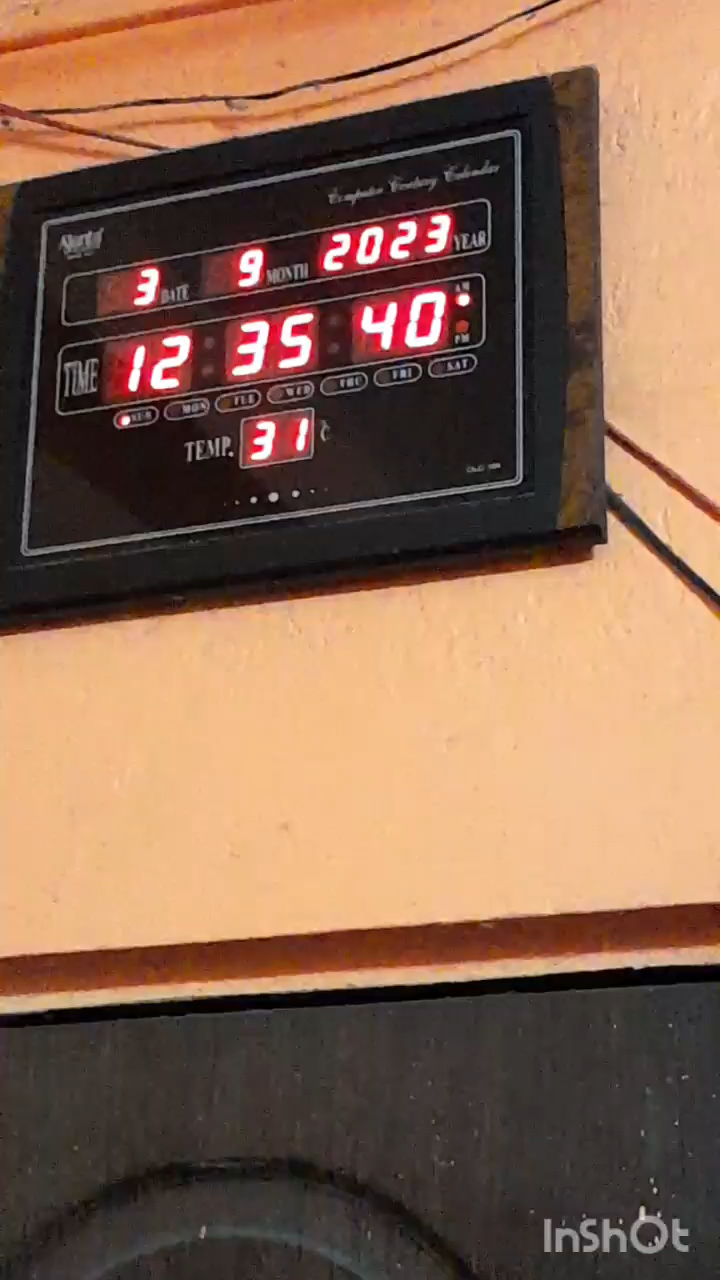 Ajanta
Computer Century Calendar
3 DATE 9 MONTH 2023 YEAR
TIME 12 : 35 : 40 AM PM
SUN MON TUE WED THU FRI SAT
TEMP. 31 °C
InShOt